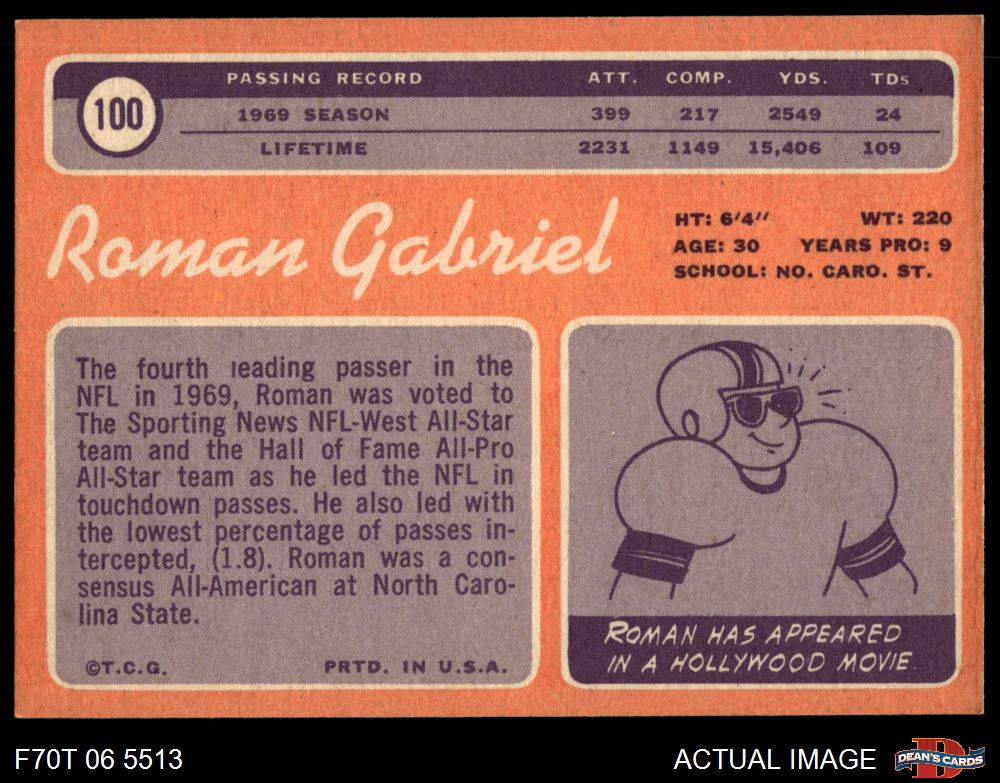 100
PASSING RECORD ATT. COMP. YDS. TDs
1969 SEASON 399 217 2549 24
LIFETIME 2231 1149 15,406 109
Roman Gabriel
HT: 6'4" WT: 220
AGE: 30 YEARS PRO: 9
SCHOOL: NO. CARO. ST.
The fourth leading passer in the
NFL in 1969, Roman was voted to
The Sporting News NFL-West All-Star
team and the Hall of Fame All-Pro
All-Star team as he led the NFL in
touchdown passes. He also led with
the lowest percentage of passes in-
tercepted, (1.8). Roman was a con-
sensus All-American at North Caro-
lina State.
©T.C.G. PRTD. IN U.S.A.
ROMAN HAS APPEARED
IN A HOLLYWOOD MOVIE.
F70T 06 5513
ACTUAL IMAGE
D
DEAN'S CARDS